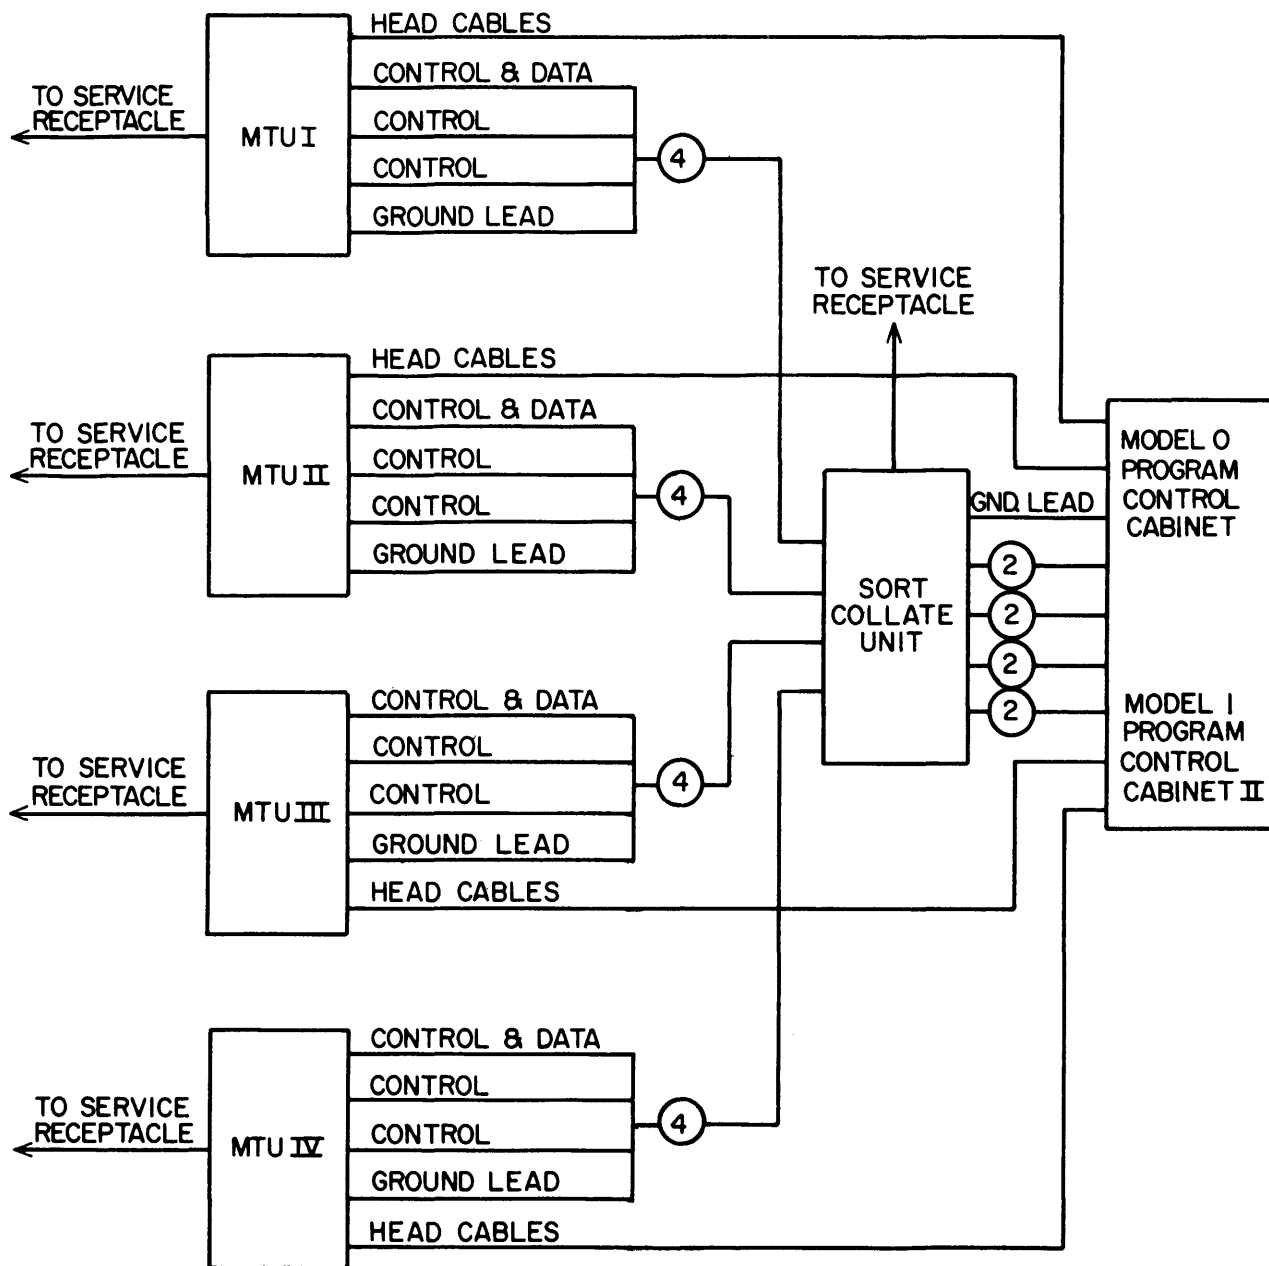 HEAD CABLES
CONTROL & DATA
TO SERVICE
RECEPTACLE
MTU I
CONTROL
4
CONTROL
GROUND LEAD
TO SERVICE
RECEPTACLE
HEAD CABLES
CONTROL & DATA
TO SERVICE
RECEPTACLE
MTU II
CONTROL
4
CONTROL
GROUND LEAD
SORT
COLLATE
UNIT
GND. LEAD
2
2
2
2
MODEL 0
PROGRAM
CONTROL
CABINET
MODEL 1
PROGRAM
CONTROL
CABINET II
CONTROL & DATA
CONTROL
TO SERVICE
RECEPTACLE
MTU III
4
CONTROL
GROUND LEAD
HEAD CABLES
CONTROL & DATA
CONTROL
TO SERVICE
RECEPTACLE
MTU IV
4
CONTROL
GROUND LEAD
HEAD CABLES